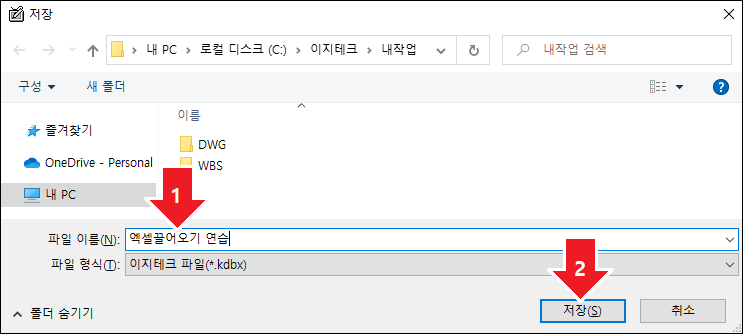 저장
내 PC > 로컬 디스크 (C:) > 이지테크 > 내작업
내작업 검색
구성 새 폴더
이름
즐겨찾기
OneDrive - Personal
내 PC
DWG
WBS
1
파일 이름(N): 엑셀끌어오기 연습
파일 형식(T): 이지테크 파일(*.kdbx)
2
폴더 숨기기
저장(S)
취소